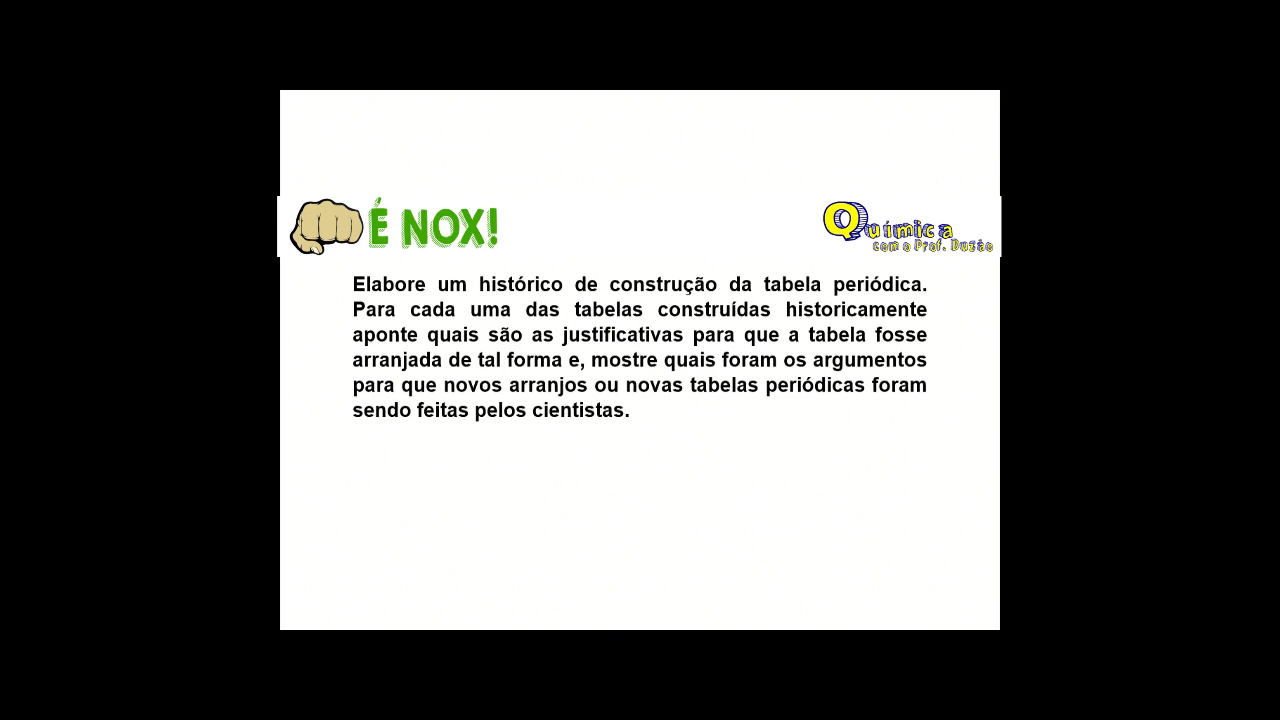 É NOX!
Química
com o Prof. Duzão
Elabore um histórico de construção da tabela periódica.
Para cada uma das tabelas construídas historicamente
aponte quais são as justificativas para que a tabela fosse
arranjada de tal forma e, mostre quais foram os argumentos
para que novos arranjos ou novas tabelas periódicas foram
sendo feitas pelos cientistas.